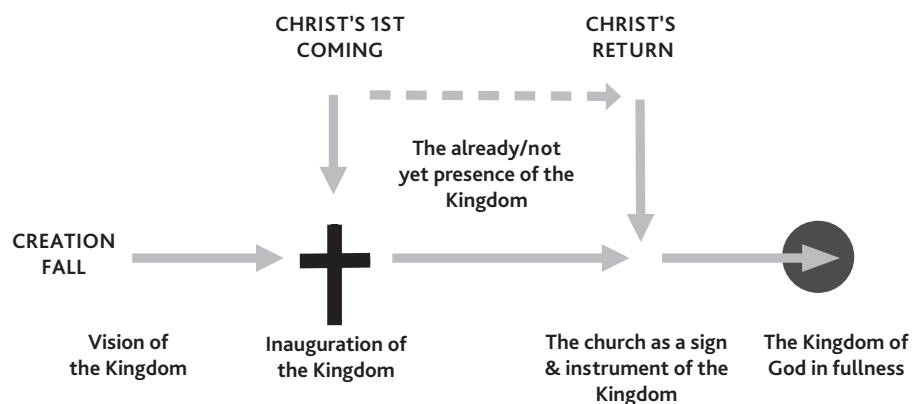 CHRIST'S 1ST
COMING
CHRIST'S
RETURN
The already/not
yet presence of the
Kingdom
CREATION
FALL
Vision of
the Kingdom
Inauguration of
the Kingdom
The church as a sign
& instrument of the
Kingdom
The Kingdom of
God in fullness